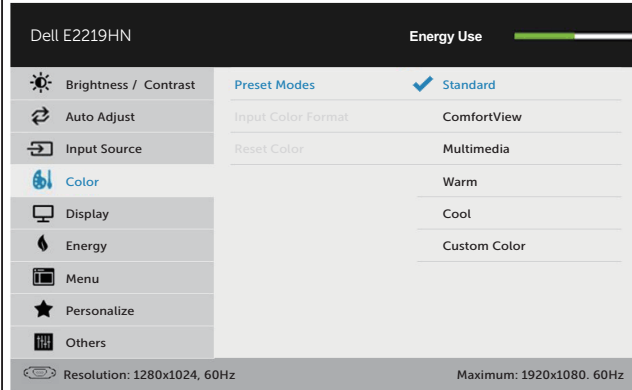 Dell E2219HN Energy Use
Brightness / Contrast Preset Modes Standard
Auto Adjust Input Color Format ComfortView
Input Source Reset Color Multimedia
Color Warm
Display Cool
Energy Custom Color
Menu
Personalize
Others
Resolution: 1280x1024, 60Hz Maximum: 1920x1080. 60Hz